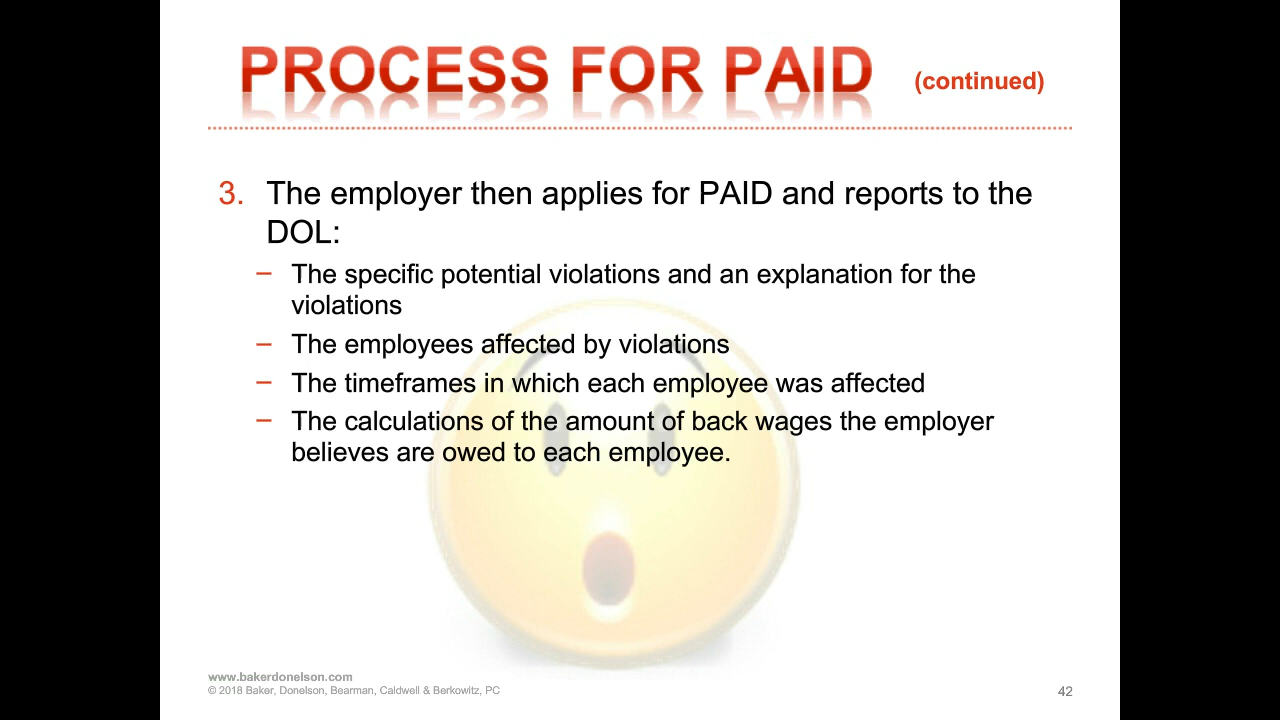 PROCESS FOR PAID (continued)
3. The employer then applies for PAID and reports to the
DOL:
– The specific potential violations and an explanation for the
violations
– The employees affected by violations
– The timeframes in which each employee was affected
– The calculations of the amount of back wages the employer
believes are owed to each employee.
www.bakerdonelson.com
© 2018 Baker, Donelson, Bearman, Caldwell & Berkowitz, PC
42